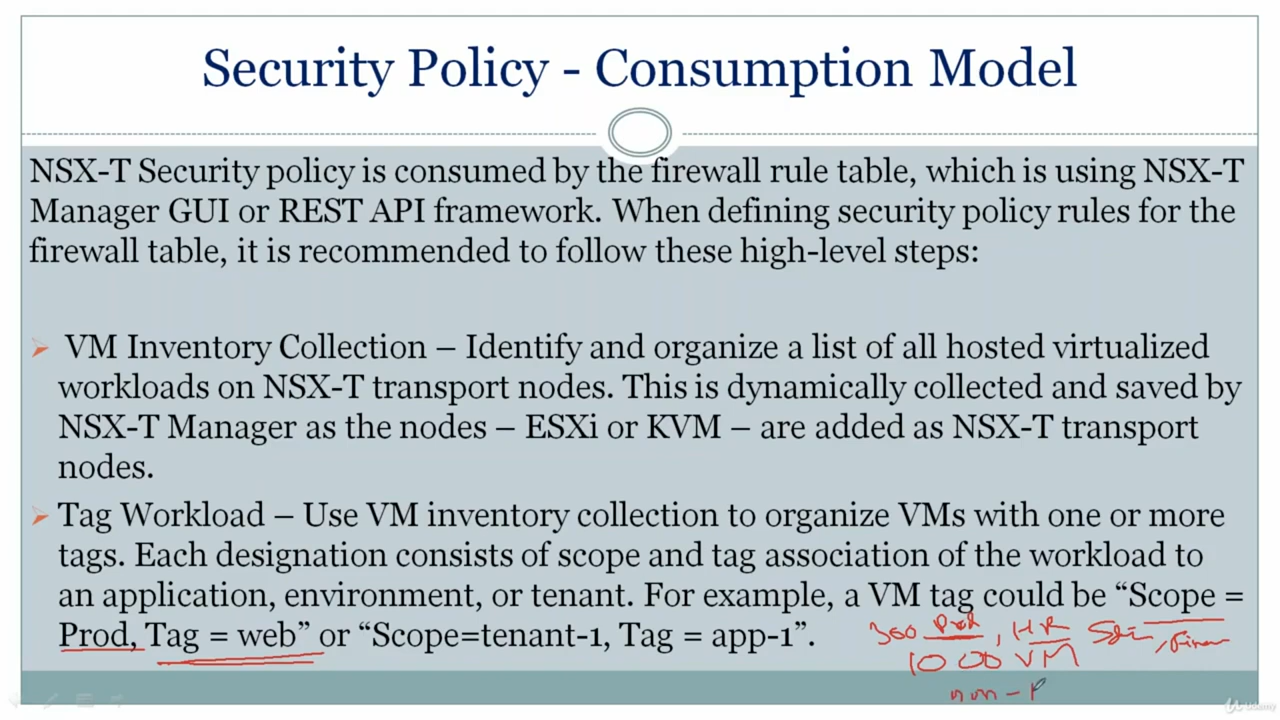 Security Policy - Consumption Model
NSX-T Security policy is consumed by the firewall rule table, which is using NSX-T
Manager GUI or REST API framework. When defining security policy rules for the
firewall table, it is recommended to follow these high-level steps:
VM Inventory Collection – Identify and organize a list of all hosted virtualized
workloads on NSX-T transport nodes. This is dynamically collected and saved by
NSX-T Manager as the nodes – ESXi or KVM – are added as NSX-T transport
nodes.
Tag Workload – Use VM inventory collection to organize VMs with one or more
tags. Each designation consists of scope and tag association of the workload to
an application, environment, or tenant. For example, a VM tag could be “Scope =
Prod, Tag = web” or “Scope=tenant-1, Tag = app-1”.
300 Prod, HR
1000 VM
non - P
Udemy